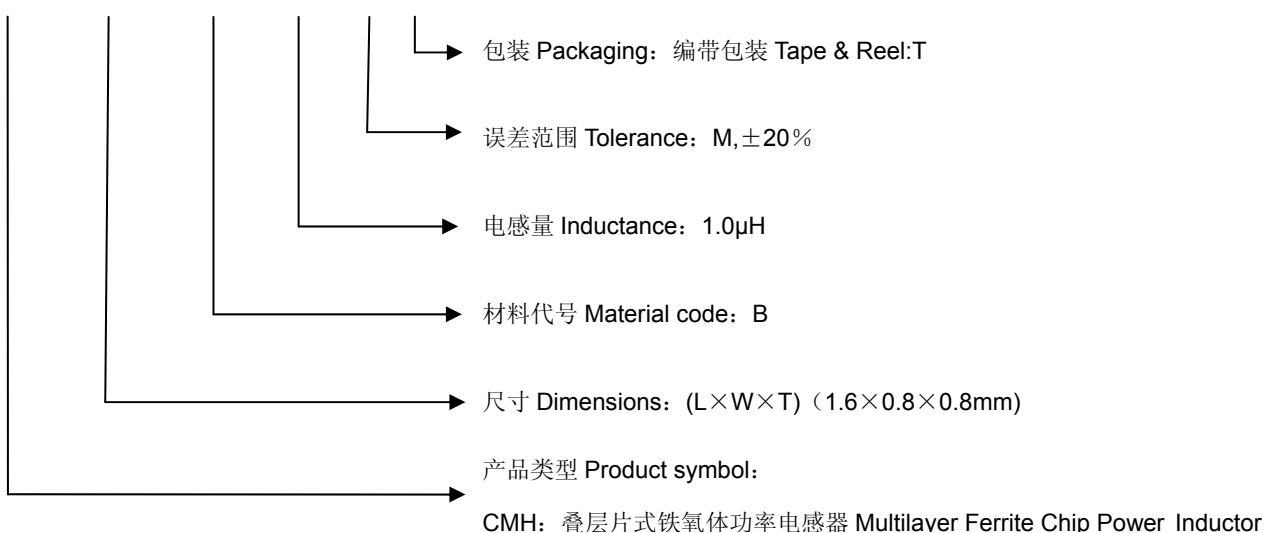 包装 Packaging：编带包装 Tape & Reel:T
误差范围 Tolerance：M,±20％
电感量 Inductance：1.0μH
材料代号 Material code：B
尺寸 Dimensions：(L×W×T)（1.6×0.8×0.8mm)
产品类型 Product symbol：
CMH：叠层片式铁氧体功率电感器 Multilayer Ferrite Chip Power Inductor